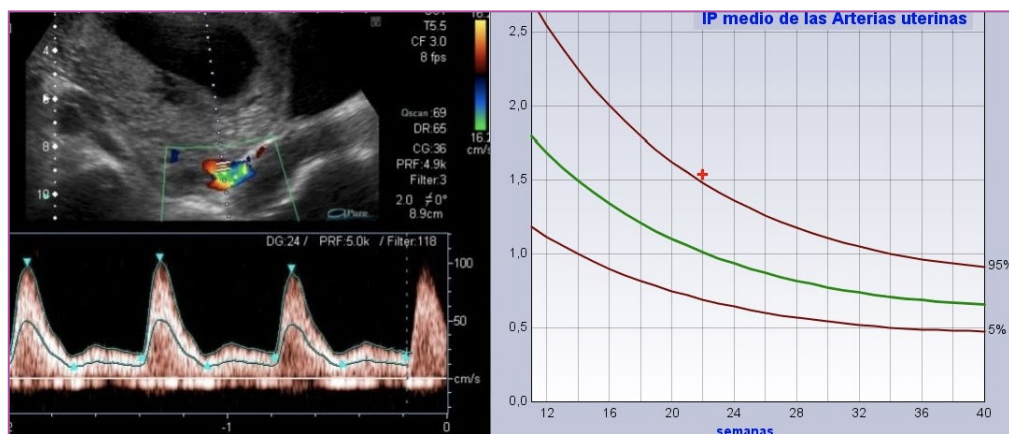 T5.5
CF 3.0
8 fps
Qscan:69
DR:65
CG:36
PRF:4.9k
Filter:3
2.0 ≠0°
8.9cm
aPure
16.2
cm/s
4
8
10
DG:24 / PRF:5.0k / Filter:118
100
50
cm/s
-1
0
IP medio de las Arterias uterinas
2,5
2,0
1,5
1,0
0,5
0,0
95%
5%
12 16 20 24 28 32 36 40
semanas